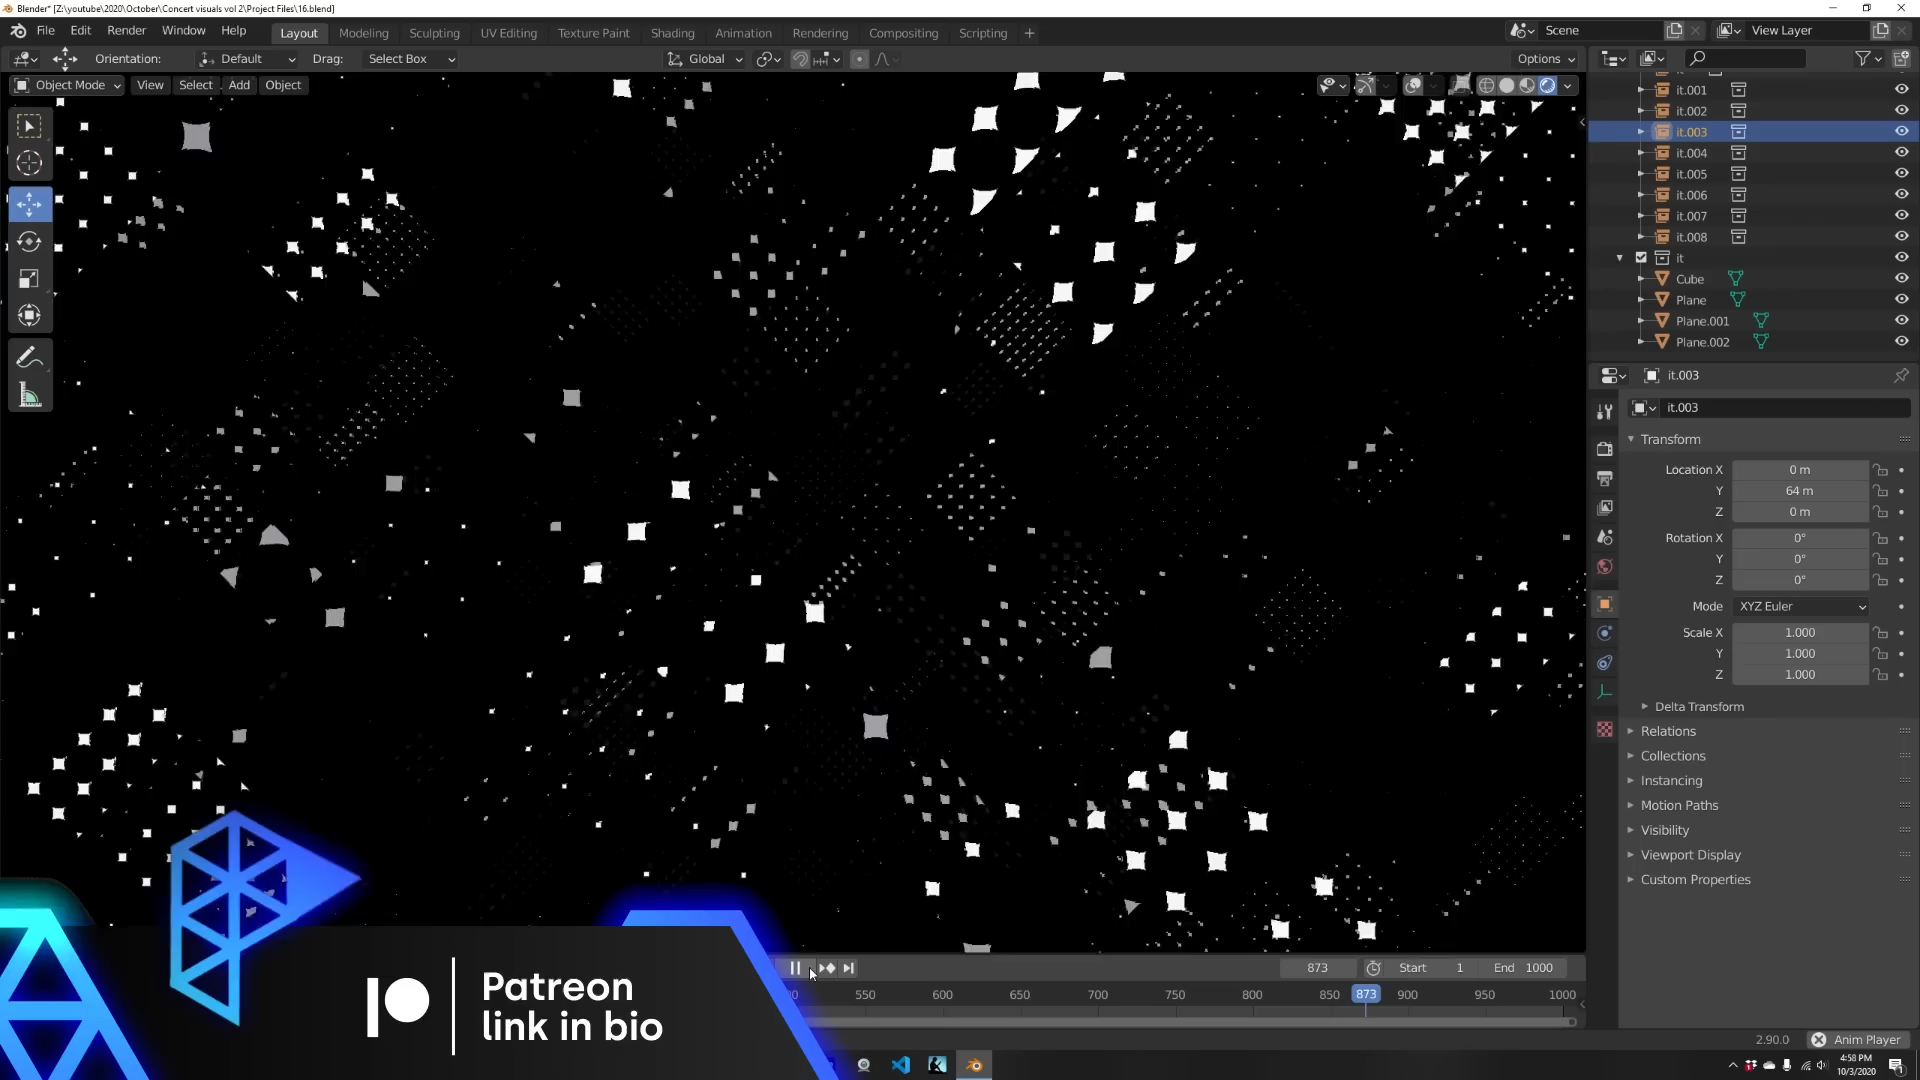 Blender* [Z:\youtube\2020\October\Concert visuals vol 2\Project Files\16.blend]
File Edit Render Window Help Layout Modeling Sculpting UV Editing Texture Paint Shading Animation Rendering Compositing Scripting + Scene View Layer
Orientation: Default Drag: Select Box Global Options
Object Mode View Select Add Object
it.001
it.002
it.003
it.004
it.005
it.006
it.007
it.008
it
Cube
Plane
Plane.001
Plane.002
it.003
it.003
Transform
Location X 0 m
Y 64 m
Z 0 m
Rotation X 0°
Y 0°
Z 0°
Mode XYZ Euler
Scale X 1.000
Y 1.000
Z 1.000
Delta Transform
Relations
Collections
Instancing
Motion Paths
Visibility
Viewport Display
Custom Properties
873 Start 1 End 1000
550 600 650 700 750 800 850 873 900 950 1000
Patreon
link in bio
2.90.0 Anim Player
4:58 PM
10/3/2020